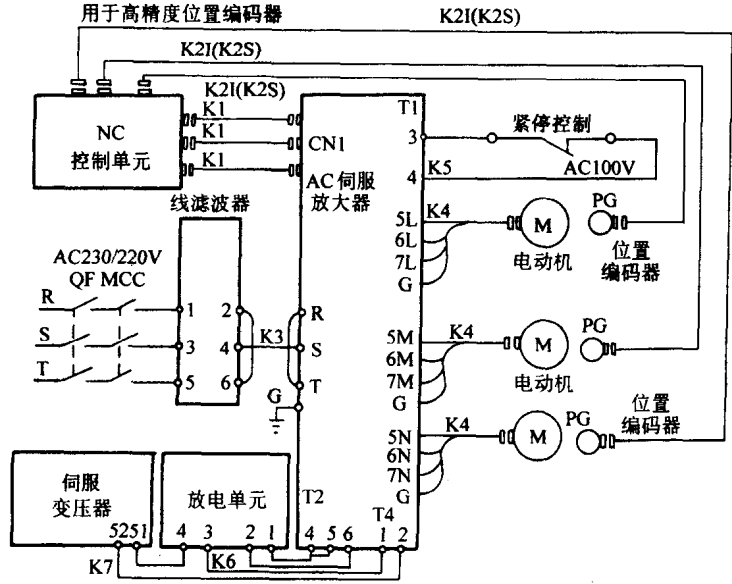 用于高精度位置编码器
K2I(K2S)
K2I(K2S)
K2I(K2S)
NC
控制单元
K1
K1
K1
CN1
AC伺服
放大器
T1
3
4
紧停控制
AC100V
K5
线滤波器
AC230/220V
QF MCC
R
S
T
1
2
3
4
5
6
K3
R
S
T
G
5L
6L
7L
G
K4
M
电动机
PG
位置
编码器
5M
6M
7M
G
K4
M
电动机
PG
5N
6N
7N
G
K4
M
PG
位置
编码器
伺服
变压器
5251
放电单元
4 3 2 1
T2
4 5 6
T4
1 2
K7
K6